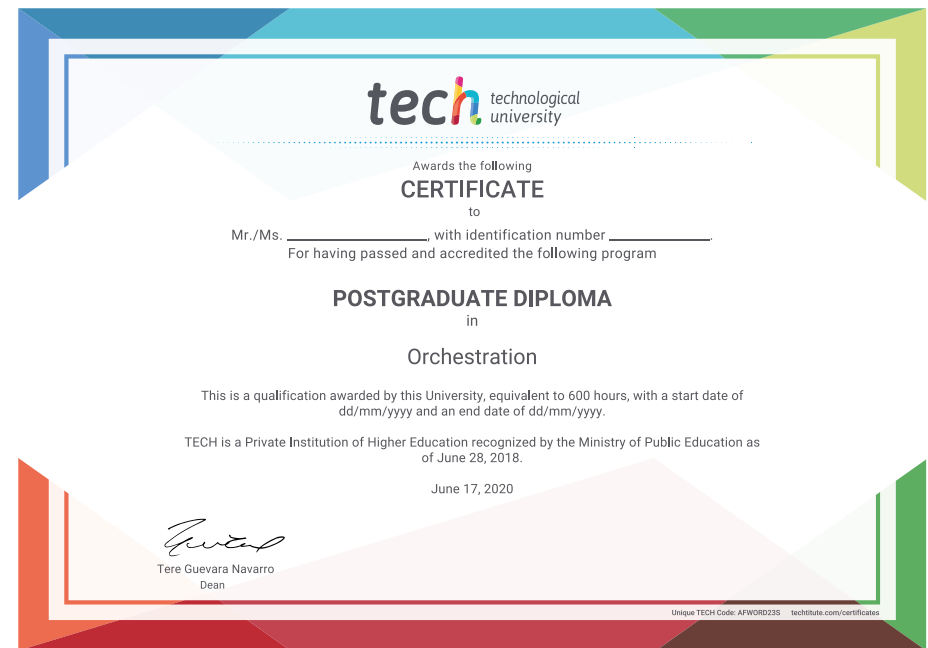 tech technological
university
Awards the following
CERTIFICATE
to
Mr./Ms. ____________________, with identification number ______________.
For having passed and accredited the following program
POSTGRADUATE DIPLOMA
in
Orchestration
This is a qualification awarded by this University, equivalent to 600 hours, with a start date of
dd/mm/yyyy and an end date of dd/mm/yyyy.
TECH is a Private Institution of Higher Education recognized by the Ministry of Public Education as
of June 28, 2018.
June 17, 2020
Tere Guevara Navarro
Dean
Unique TECH Code: AFWORD23S techtitute.com/certificates